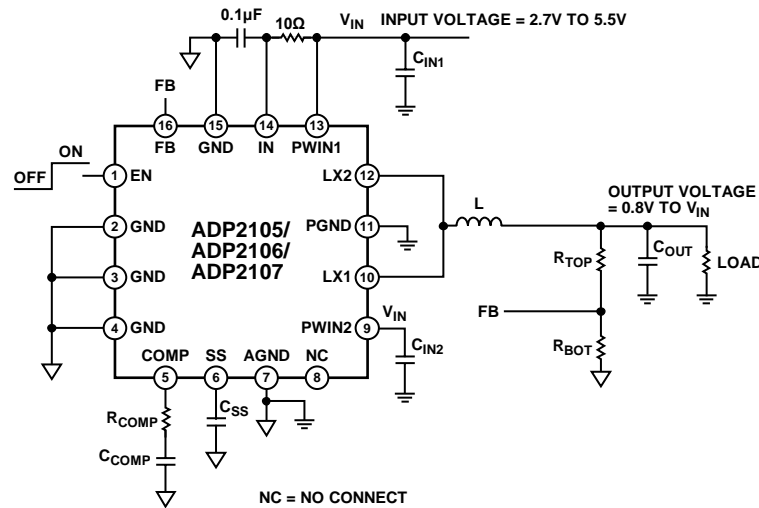 0.1µF
10Ω
VIN
INPUT VOLTAGE = 2.7V TO 5.5V
CIN1
FB
16
15
14
13
FB
GND
IN
PWIN1
ON
OFF
1
EN
LX2
12
OUTPUT VOLTAGE
= 0.8V TO VIN
L
2
GND
ADP2105/
ADP2106/
ADP2107
PGND
11
RTOP
COUT
LOAD
3
GND
LX1
10
FB
4
GND
VIN
PWIN2
9
CIN2
RBOT
COMP
SS
AGND
NC
5
6
7
8
RCOMP
CSS
CCOMP
NC = NO CONNECT